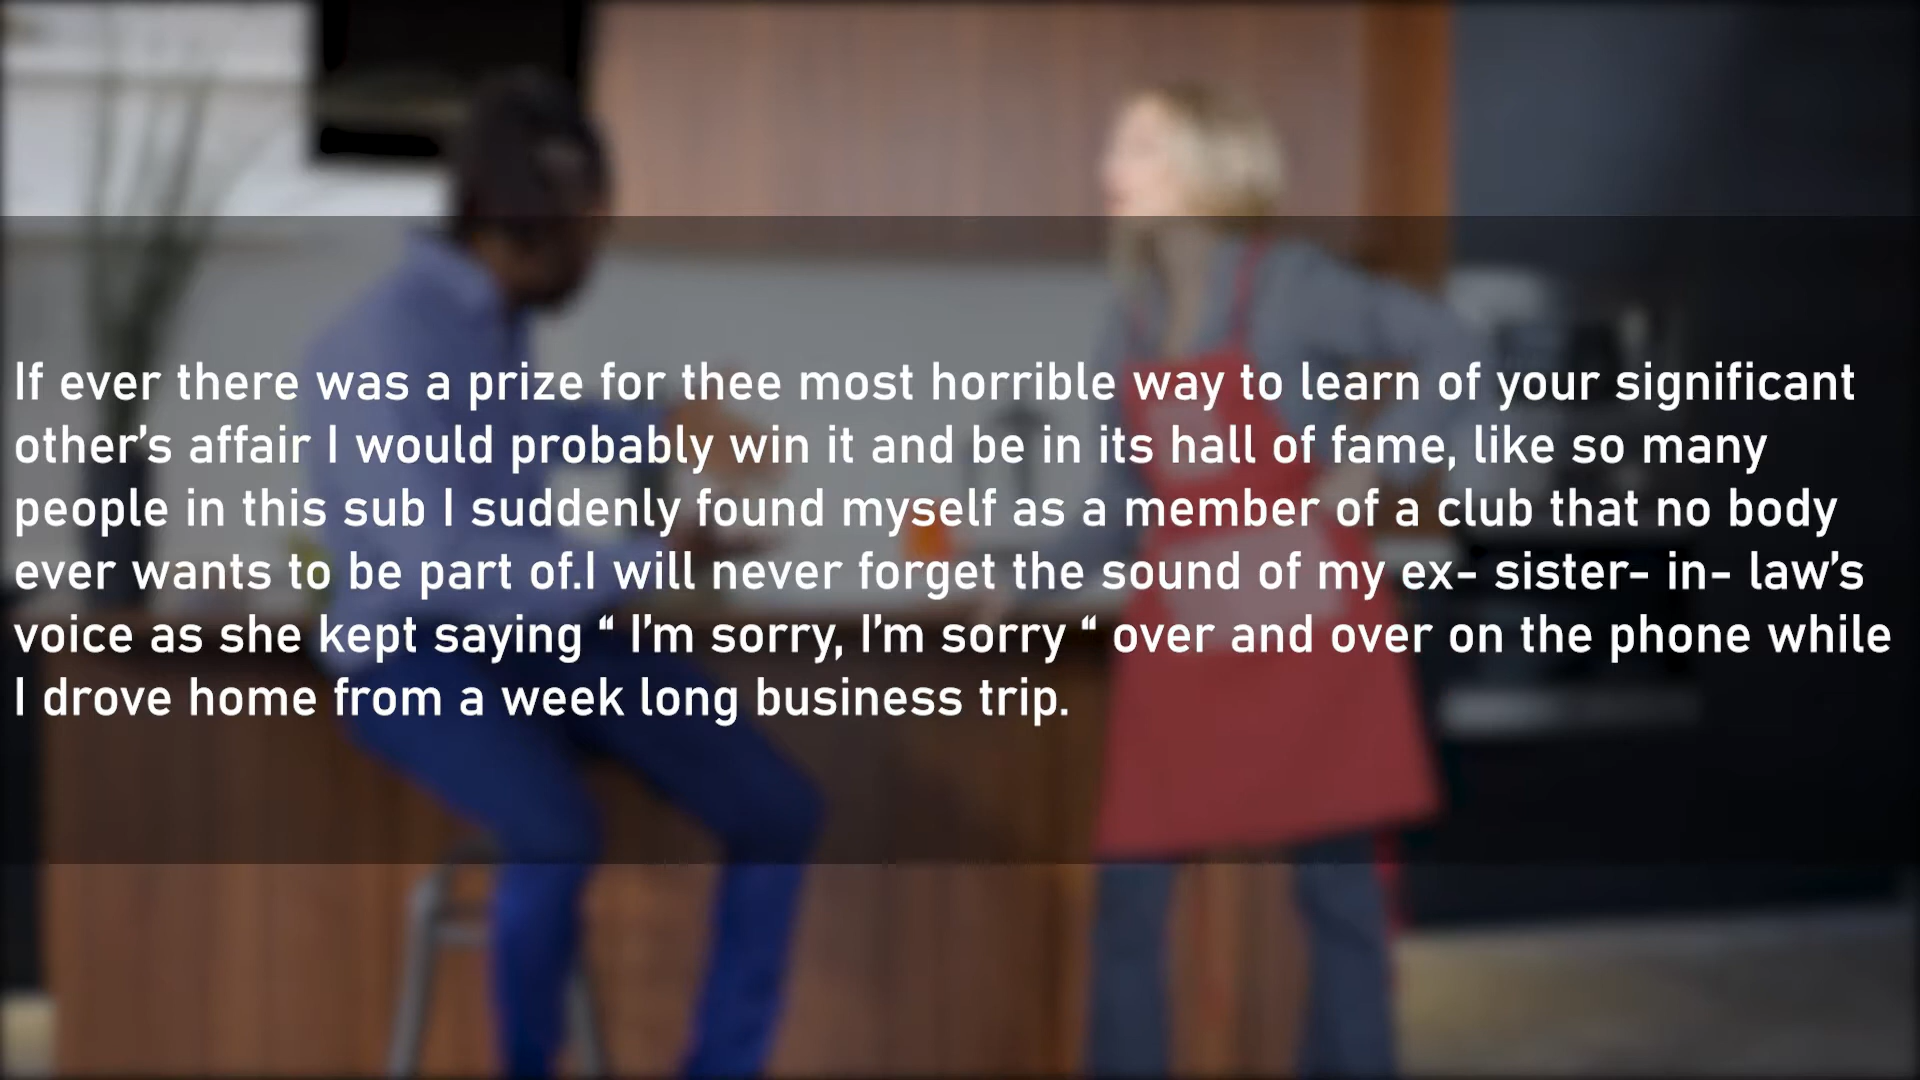 If ever there was a prize for thee most horrible way to learn of your significant
other’s affair I would probably win it and be in its hall of fame, like so many
people in this sub I suddenly found myself as a member of a club that no body
ever wants to be part of.I will never forget the sound of my ex- sister- in- law’s
voice as she kept saying “ I’m sorry, I’m sorry “ over and over on the phone while
I drove home from a week long business trip.